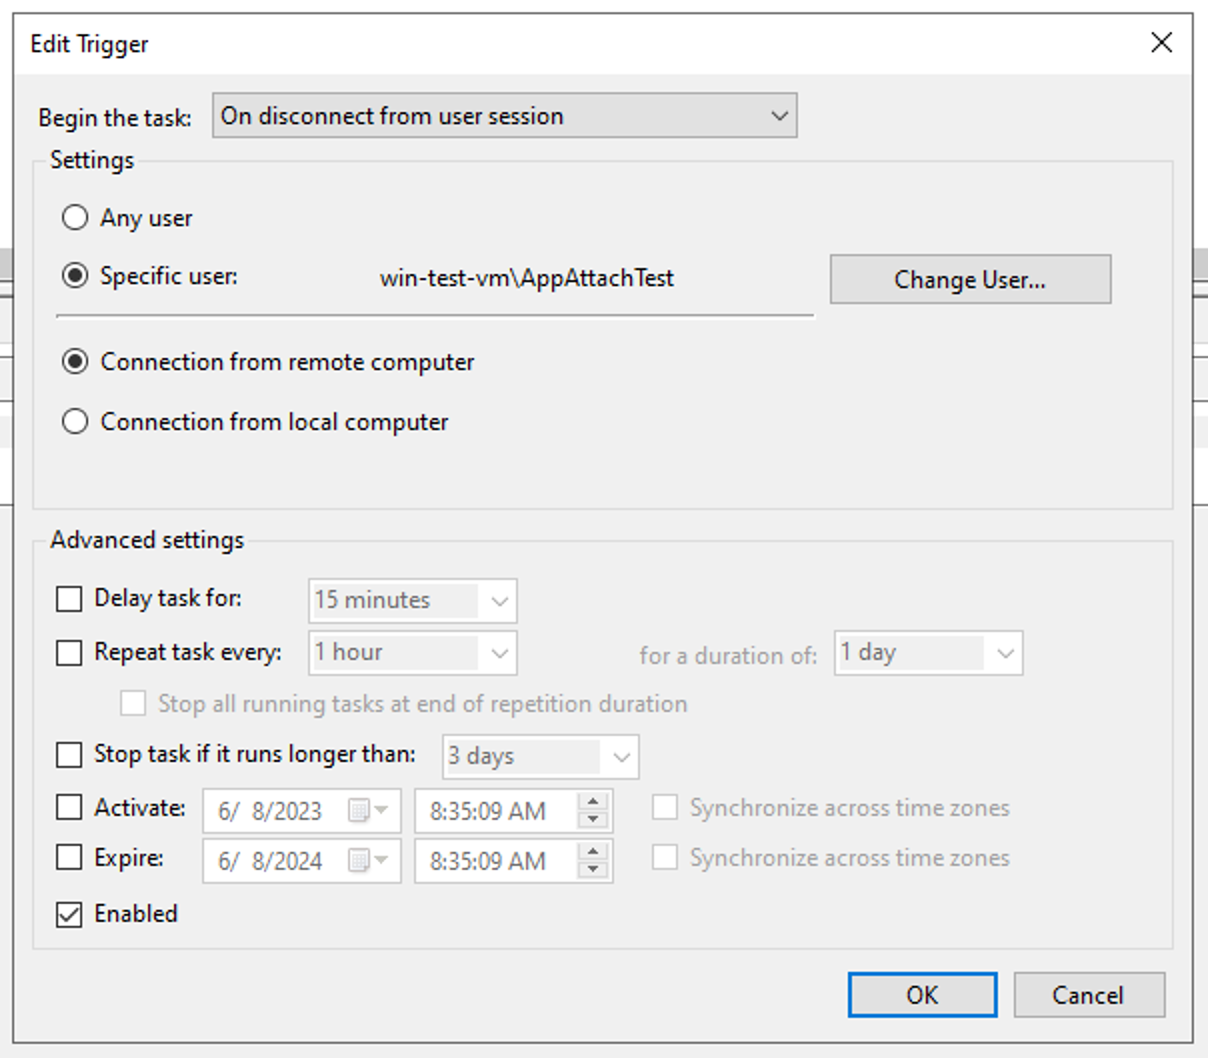 Edit Trigger
Begin the task: On disconnect from user session
Settings
Any user
Specific user: win-test-vm\AppAttachTest Change User...
Connection from remote computer
Connection from local computer
Advanced settings
Delay task for: 15 minutes
Repeat task every: 1 hour for a duration of: 1 day
Stop all running tasks at end of repetition duration
Stop task if it runs longer than: 3 days
Activate: 6/ 8/2023 8:35:09 AM Synchronize across time zones
Expire: 6/ 8/2024 8:35:09 AM Synchronize across time zones
Enabled
OK Cancel